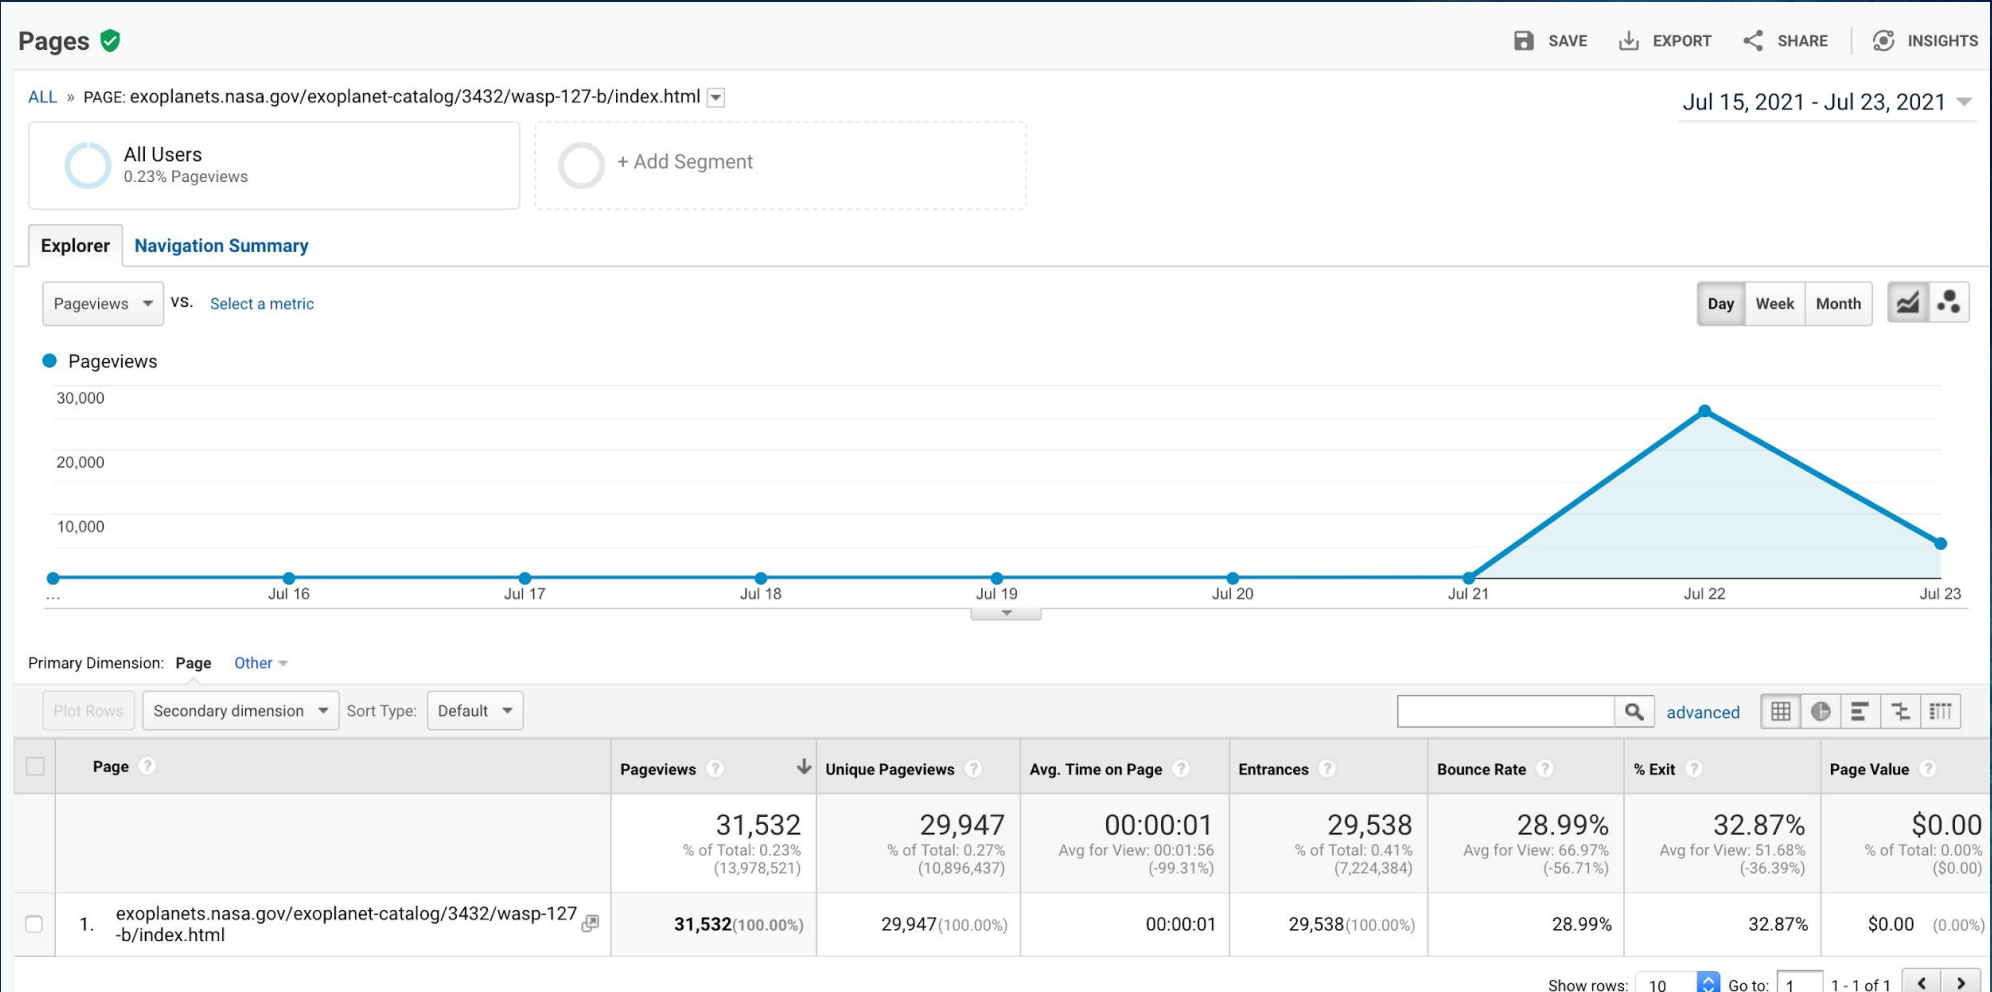 Pages
SAVE EXPORT SHARE INSIGHTS
ALL » PAGE: exoplanets.nasa.gov/exoplanet-catalog/3432/wasp-127-b/index.html
Jul 15, 2021 - Jul 23, 2021
All Users
0.23% Pageviews
+ Add Segment
Explorer Navigation Summary
Pageviews VS. Select a metric
Day Week Month
Pageviews
30,000
20,000
10,000
... Jul 16 Jul 17 Jul 18 Jul 19 Jul 20 Jul 21 Jul 22 Jul 23
Primary Dimension: Page Other
Plot Rows Secondary dimension Sort Type: Default advanced
Page ? Pageviews ? Unique Pageviews ? Avg. Time on Page ? Entrances ? Bounce Rate ? % Exit ? Page Value ?
31,532 29,947 00:00:01 29,538 28.99% 32.87% $0.00
% of Total: 0.23% % of Total: 0.27% Avg for View: 00:01:56 % of Total: 0.41% Avg for View: 66.97% Avg for View: 51.68% % of Total: 0.00%
(13,978,521) (10,896,437) (-99.31%) (7,224,384) (-56.71%) (-36.39%) ($0.00)
1. exoplanets.nasa.gov/exoplanet-catalog/3432/wasp-127
-b/index.html
31,532(100.00%) 29,947(100.00%) 00:00:01 29,538(100.00%) 28.99% 32.87% $0.00 (0.00%)
Show rows: 10 Go to: 1 1 - 1 of 1